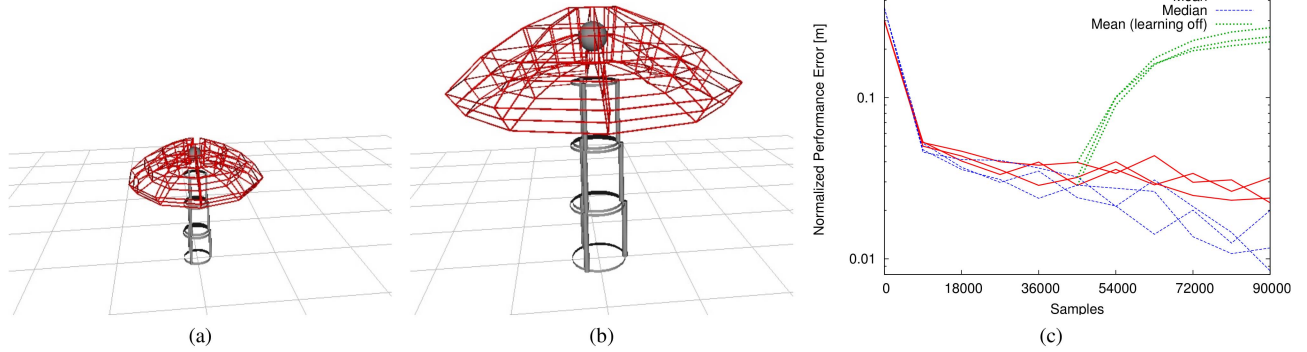 Median
Mean (learning off)
Normalized Performance Error [m]
0.1
0.01
0
18000
36000
54000
72000
90000
Samples
(a)
(b)
(c)